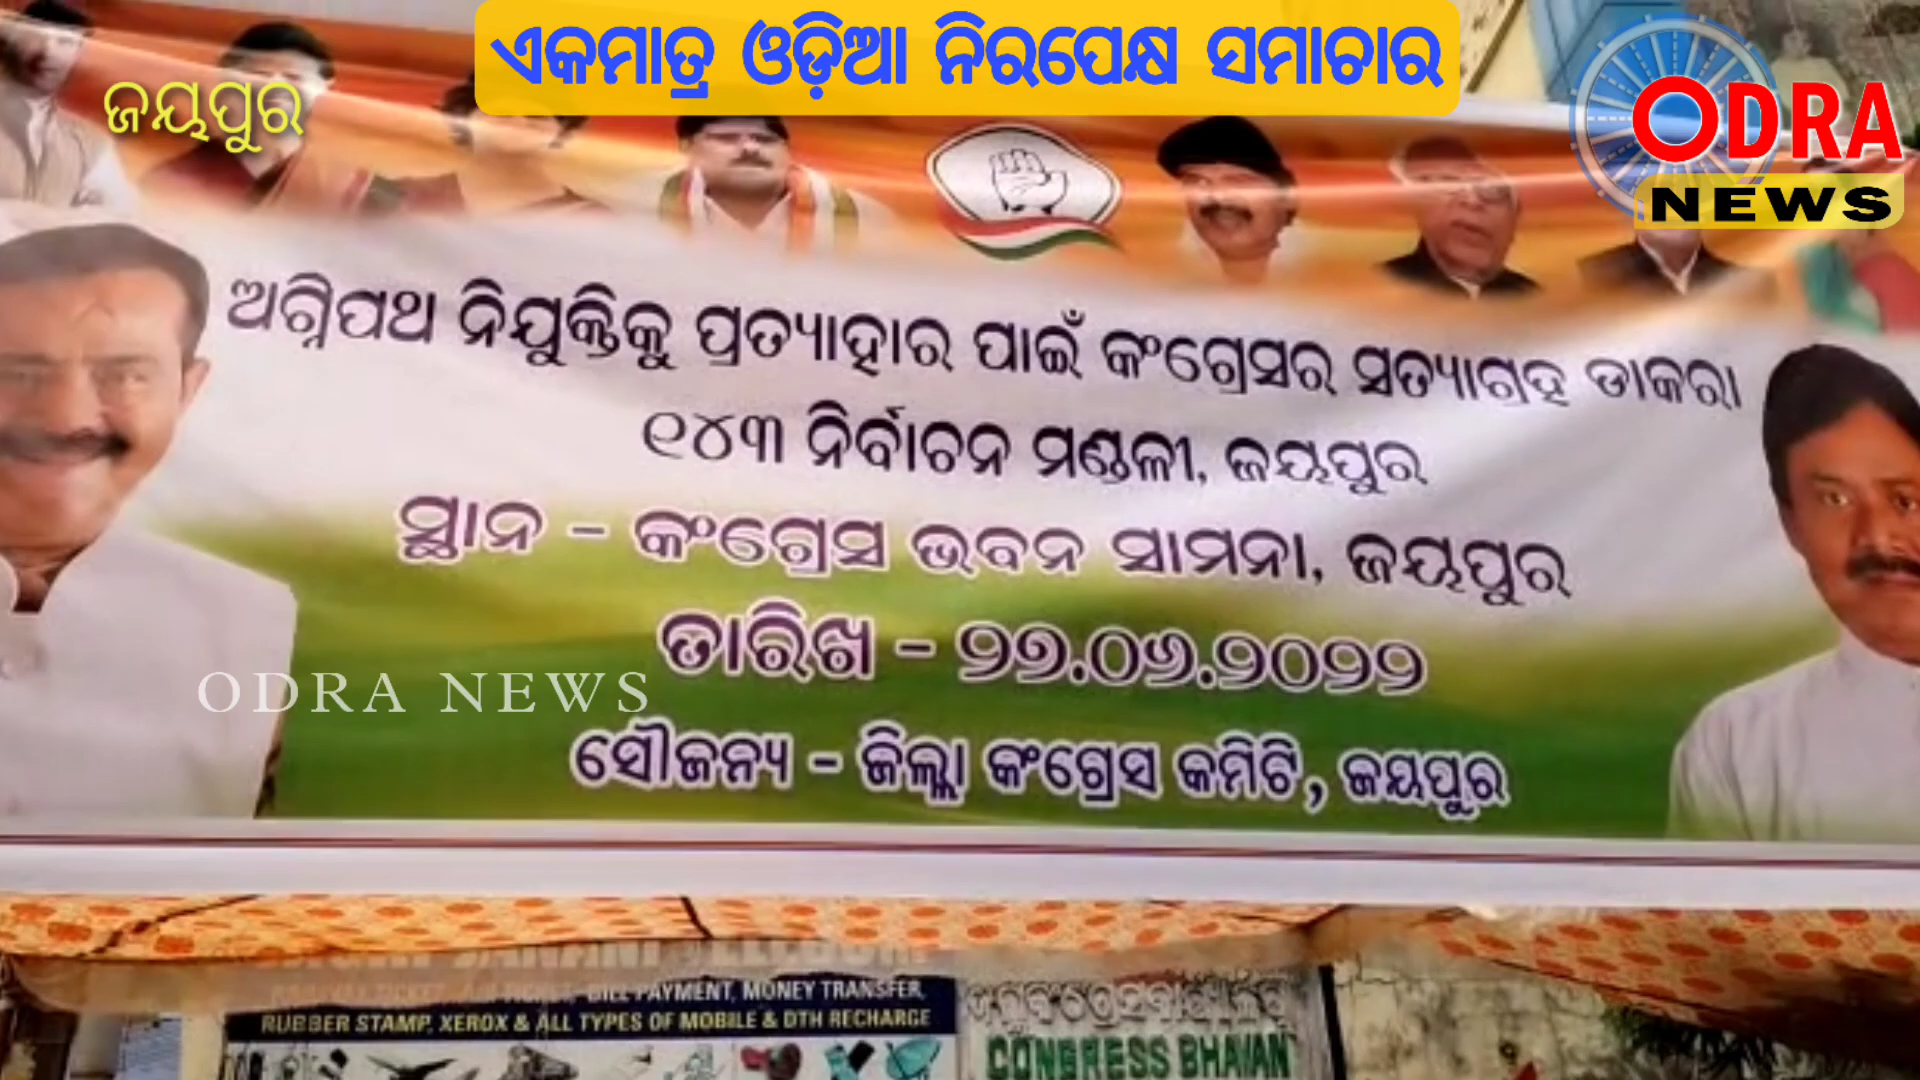 ଏକମାତ୍ର ଓଡ଼ିଆ ନିରପେକ୍ଷ ସମାଚାର
ଜୟପୁର
ODRA
NEWS
ଅଗ୍ନିପଥ ନିଯୁକ୍ତିକୁ ପ୍ରତ୍ୟାହାର ପାଇଁ କଂଗ୍ରେସର ସତ୍ୟାଗ୍ରହ ଡାକରା
୧୪୩ ନିର୍ବାଚନ ମଣ୍ଡଳୀ, ଜୟପୁର
ସ୍ଥାନ - କଂଗ୍ରେସ ଭବନ ସାମନା, ଜୟପୁର
ତାରିଖ - ୨୭.୦୬.୨୦୨୨
ODRA NEWS
ସୌଜନ୍ୟ - ଜିଲ୍ଲା କଂଗ୍ରେସ କମିଟି, ଜୟପୁର
BILL PAYMENT, MONEY TRANSFER,
RUBBER STAMP, XEROX & ALL TYPES OF MOBILE & DTH RECHARGE
CONGRESS BHAVAN